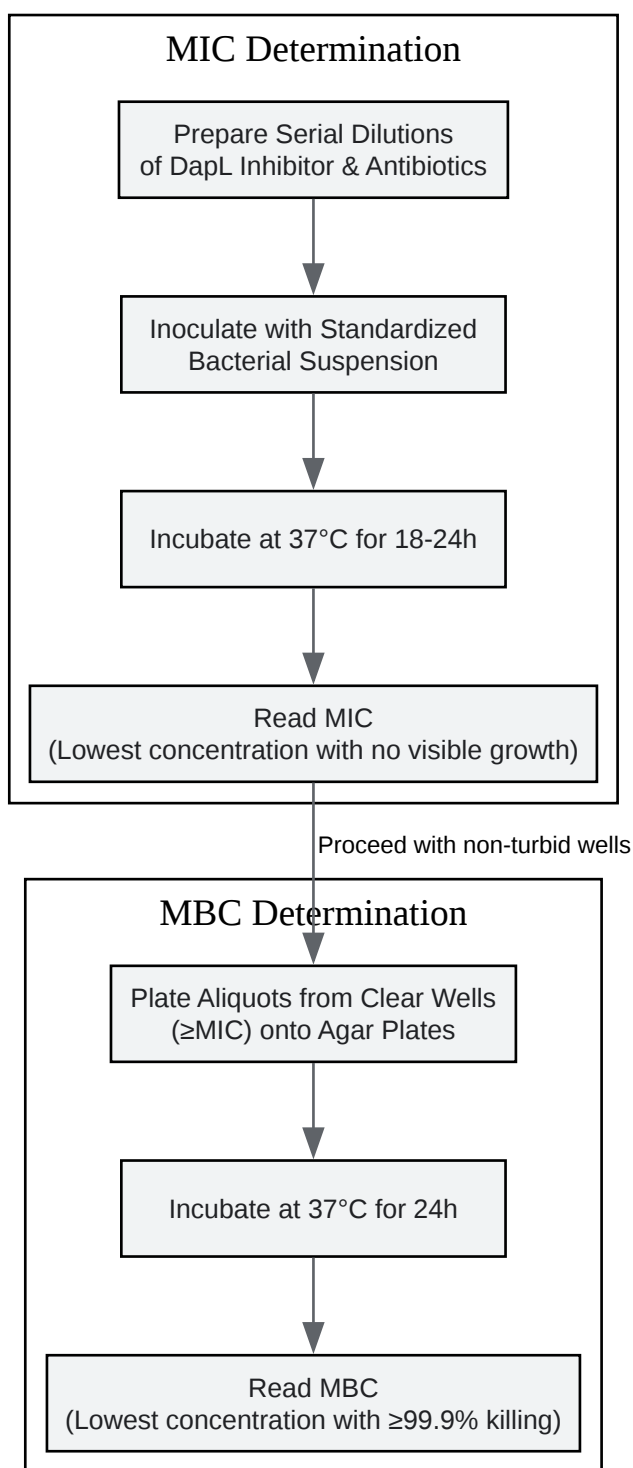 MIC Determination
Prepare Serial Dilutions
of DapL Inhibitor & Antibiotics
Inoculate with Standardized
Bacterial Suspension
Incubate at 37°C for 18-24h
Read MIC
(Lowest concentration with no visible growth)
Proceed with non-turbid wells
MBC Determination
Plate Aliquots from Clear Wells
(≥MIC) onto Agar Plates
Incubate at 37°C for 24h
Read MBC
(Lowest concentration with ≥99.9% killing)